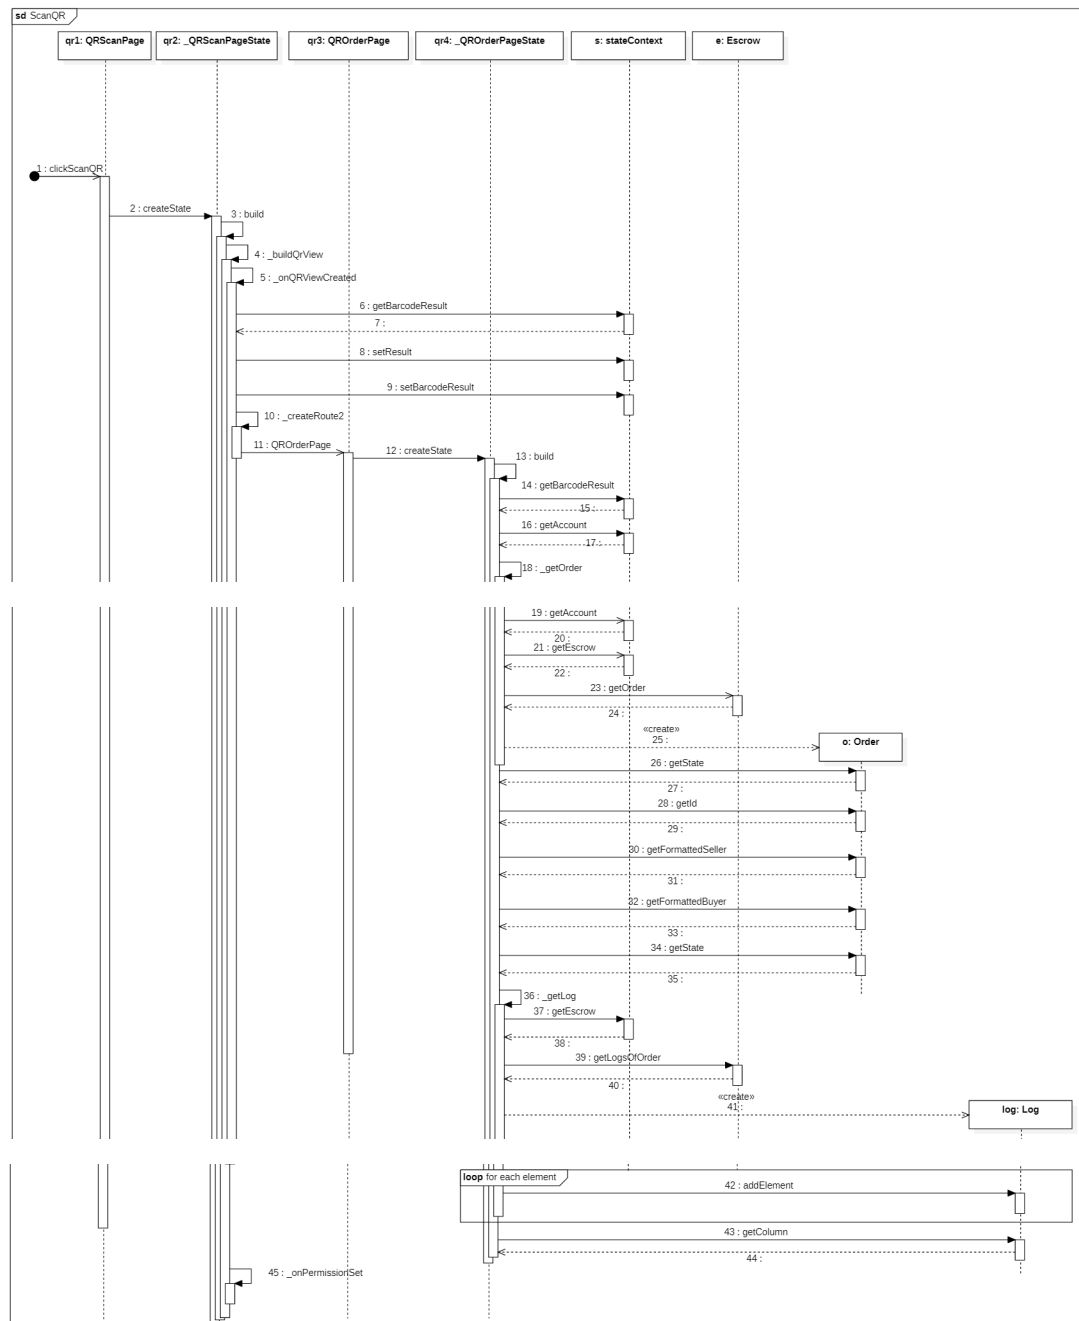 sd ScanQR
qr1: QRScanPage
qr2: _QRScanPageState
qr3: QROrderPage
qr4: _QROrderPageState
s: stateContext
e: Escrow
1 : clickScanQR
2 : createState
3 : build
4 : _buildQrView
5 : _onQRViewCreated
6 : getBarcodeResult
7 :
8 : setResult
9 : setBarcodeResult
10 : _createRoute2
11 : QROrderPage
12 : createState
13 : build
14 : getBarcodeResult
15 :
16 : getAccount
17 :
18 : _getOrder
19 : getAccount
20 :
21 : getEscrow
22 :
23 : getOrder
24 :
«create»
25 :
o: Order
26 : getState
27 :
28 : getId
29 :
30 : getFormattedSeller
31 :
32 : getFormattedBuyer
33 :
34 : getState
35 :
36 : _getLog
37 : getEscrow
38 :
39 : getLogsOfOrder
40 :
«create»
41 :
log: Log
loop for each element
42 : addElement
43 : getColumn
44 :
45 : _onPermissionSet